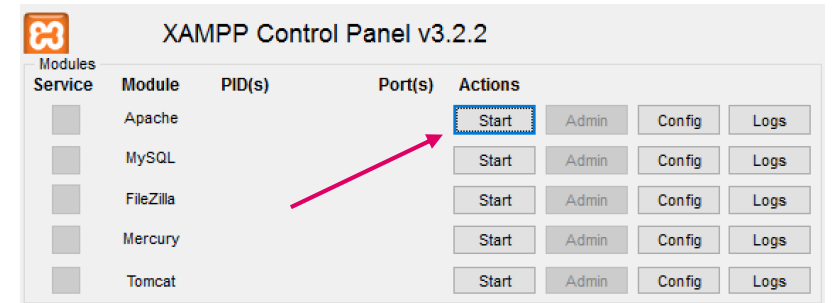 XAMPP Control Panel v3.2.2
Modules
Service Module PID(s) Port(s) Actions
Apache Start Admin Config Logs
MySQL Start Admin Config Logs
FileZilla Start Admin Config Logs
Mercury Start Admin Config Logs
Tomcat Start Admin Config Logs